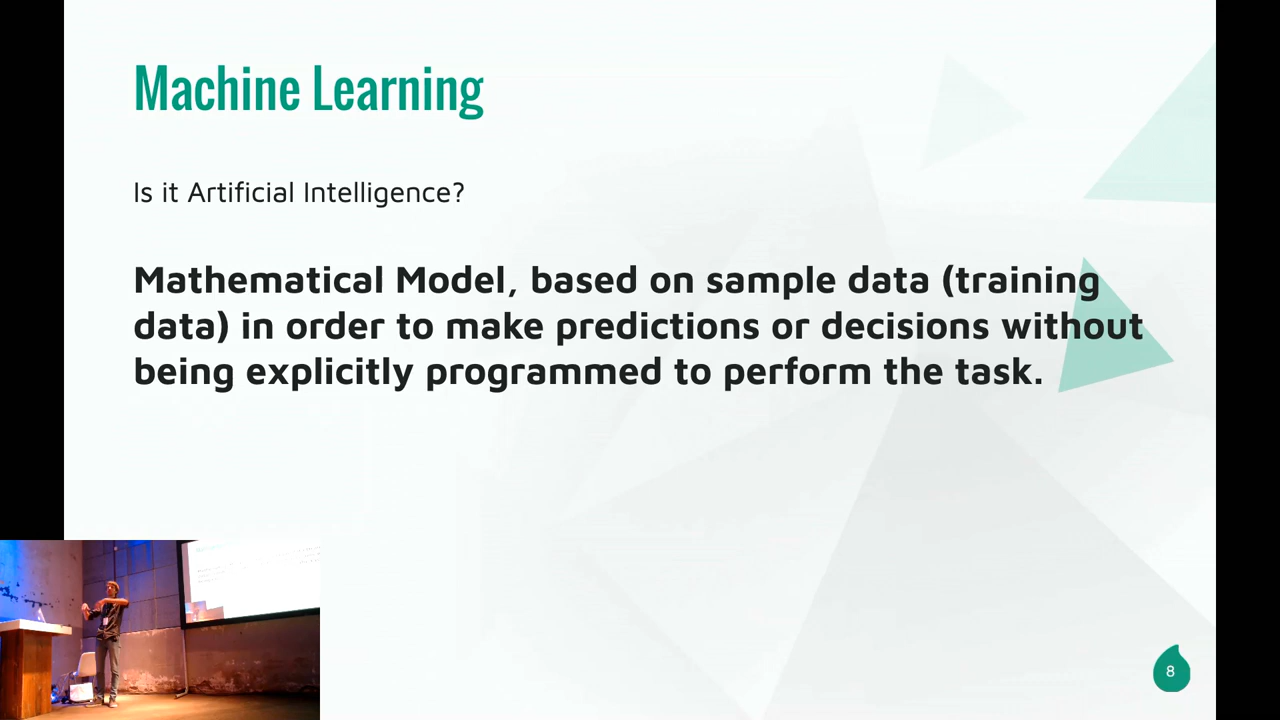 Machine Learning
Is it Artificial Intelligence?
Mathematical Model, based on sample data (training
data) in order to make predictions or decisions without
being explicitly programmed to perform the task.
8